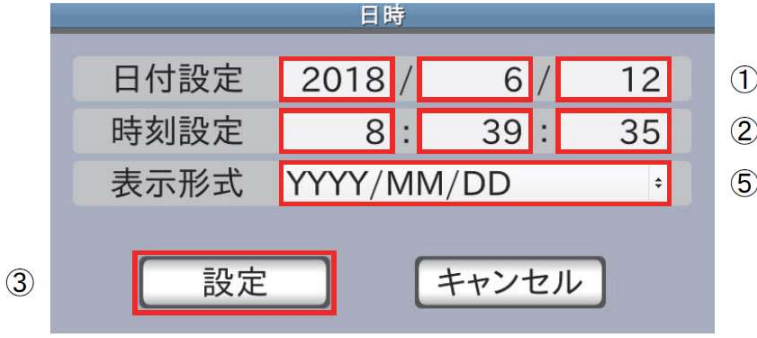 日時
日付設定 2018 / 6 / 12 ①
時刻設定 8 : 39 : 35 ②
表示形式 YYYY/MM/DD ⑤
③ 設定 キャンセル